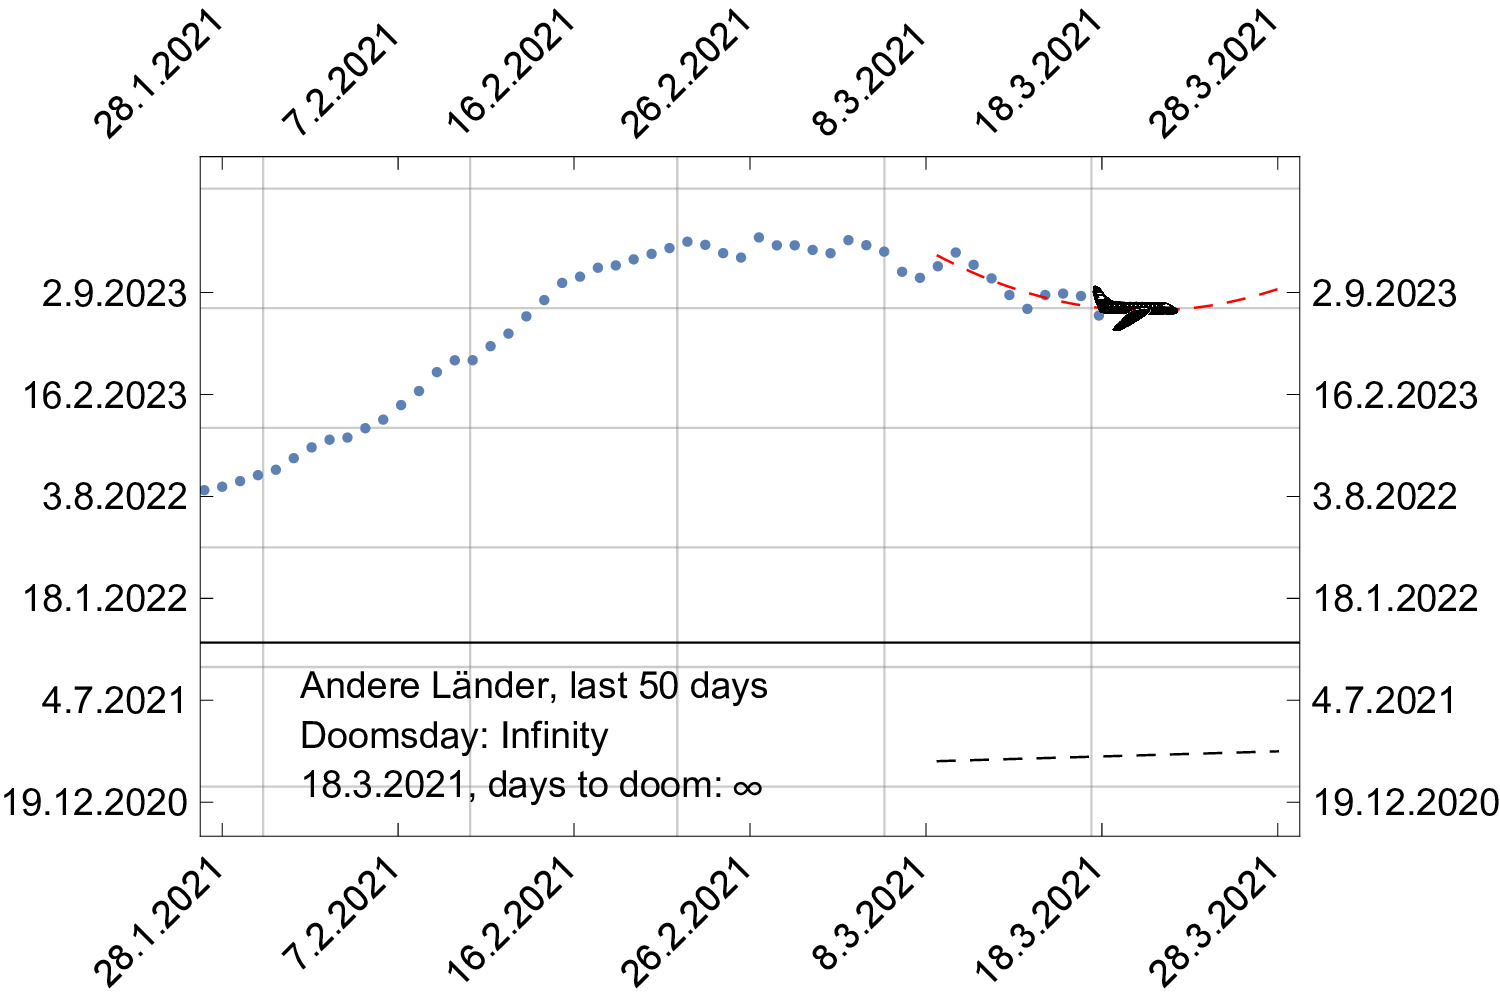 28.1.2021 7.2.2021 16.2.2021 26.2.2021 8.3.2021 18.3.2021 28.3.2021
2.9.2023 2.9.2023
16.2.2023 16.2.2023
3.8.2022 3.8.2022
18.1.2022 18.1.2022
Andere Länder, last 50 days
4.7.2021 4.7.2021
Doomsday: Infinity
18.3.2021, days to doom: ∞
19.12.2020 19.12.2020
28.1.2021 7.2.2021 16.2.2021 26.2.2021 8.3.2021 18.3.2021 28.3.2021